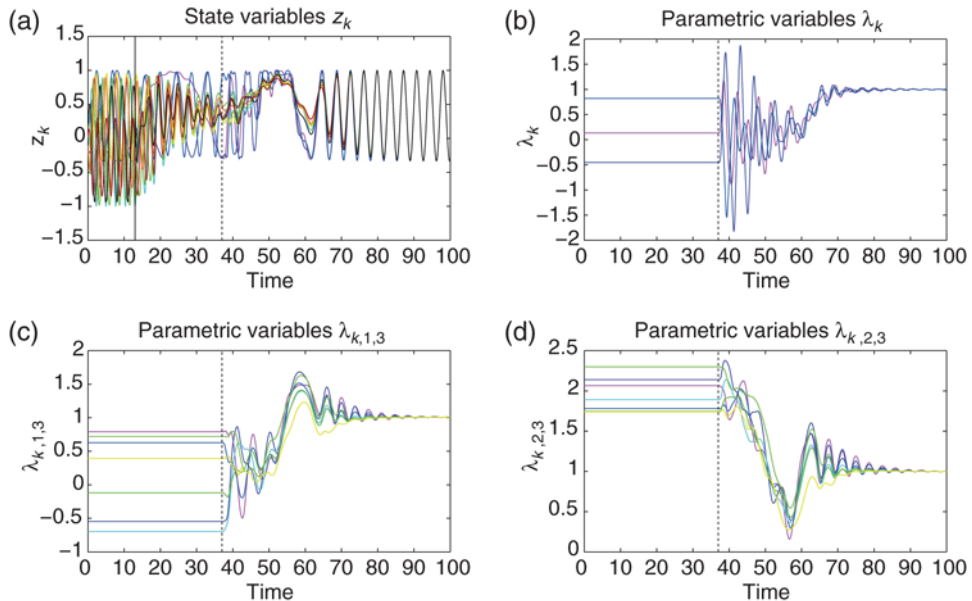 (a)
State variables z_k
z_k
1.5
1
0.5
0
−0.5
−1
−1.5
0 10 20 30 40 50 60 70 80 90 100
Time
(b)
Parametric variables λ_k
λ_k
2
1.5
1
0.5
0
−0.5
−1
−1.5
−2
0 10 20 30 40 50 60 70 80 90 100
Time
(c)
Parametric variables λ_{k,1,3}
λ_{k,1,3}
2
1.5
1
0.5
0
−0.5
−1
0 10 20 30 40 50 60 70 80 90 100
Time
(d)
Parametric variables λ_{k,2,3}
λ_{k,2,3}
2.5
2
1.5
1
0.5
0
0 10 20 30 40 50 60 70 80 90 100
Time